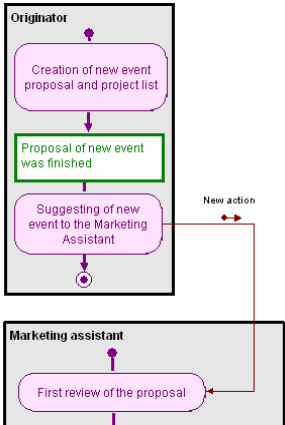 Originator
Creation of new event
proposal and project list
Proposal of new event
was finished
Suggesting of new
event to the Marketing
Assistant
New action
Marketing assistant
First review of the proposal